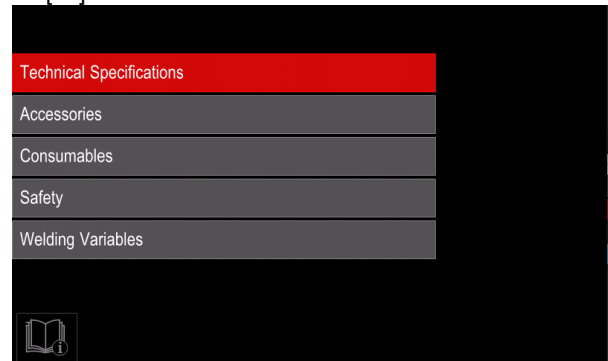 Technical Specifications
Accessories
Consumables
Safety
Welding Variables
i